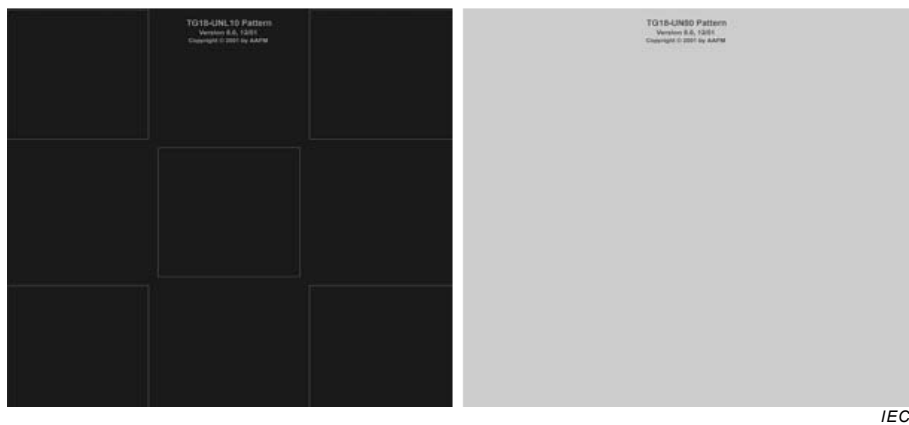 TG18-UNL10 Pattern
Version 8.0, 12/01
Copyright © 2001 by AAPM
TG18-UN80 Pattern
Version 8.0, 12/01
Copyright © 2001 by AAPM
IEC